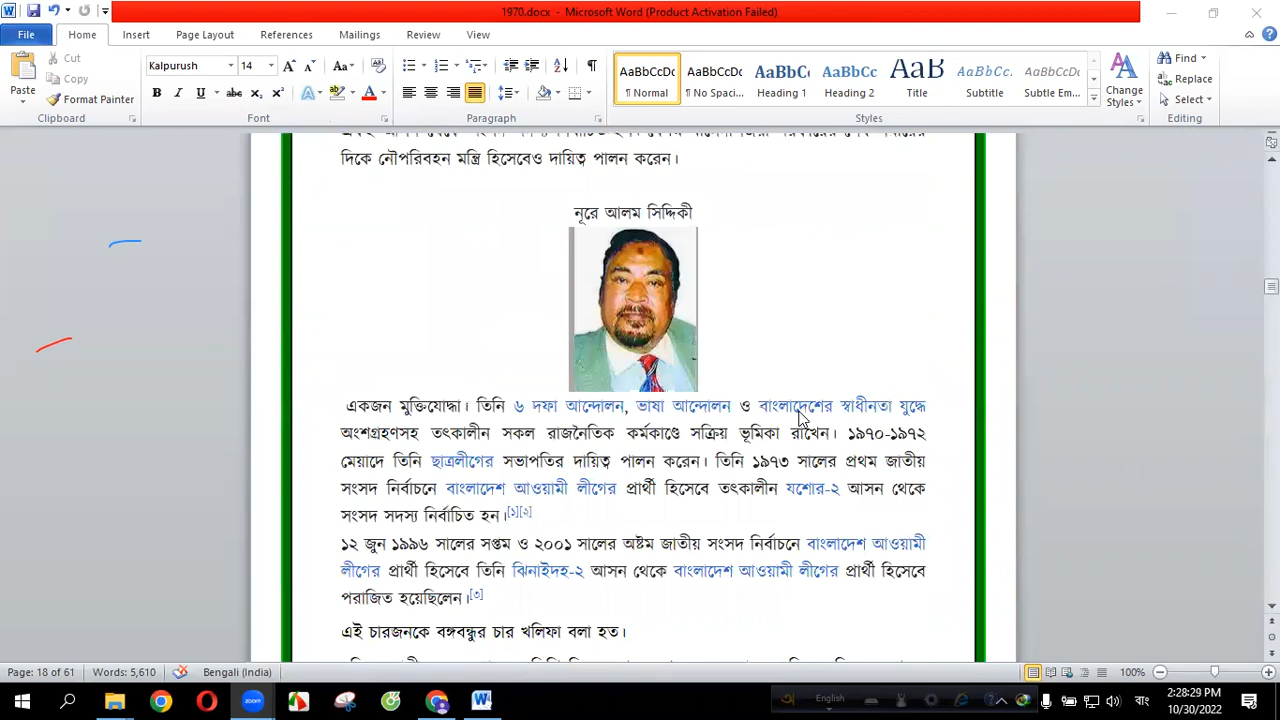 1970.docx - Microsoft Word (Product Activation Failed)
File Home Insert Page Layout References Mailings Review View
Paste
Cut
Copy
Format Painter
Clipboard
Kalpurush 14
Font
Paragraph
AaBbCcDc AaBbCcDc AaBbC AaBbCc AaB AaBbCcL AaBbCcDc
¶ Normal ¶ No Spaci... Heading 1 Heading 2 Title Subtitle Subtle Em...
Styles
Change Styles
Find
Replace
Select
Editing
দিকে নৌপরিবহন মন্ত্রি হিসেবেও দায়িত্ব পালন করেন।
নূরে আলম সিদ্দিকী
একজন মুক্তিযোদ্ধা। তিনি ৬ দফা আন্দোলন, ভাষা আন্দোলন ও বাংলাদেশের স্বাধীনতা যুদ্ধে
অংশগ্রহণসহ তৎকালীন সকল রাজনৈতিক কর্মকাণ্ডে সক্রিয় ভূমিকা রাখেন। ১৯৭০-১৯৭২
মেয়াদে তিনি ছাত্রলীগের সভাপতির দায়িত্ব পালন করেন। তিনি ১৯৭৩ সালের প্রথম জাতীয়
সংসদ নির্বাচনে বাংলাদেশ আওয়ামী লীগের প্রার্থী হিসেবে তৎকালীন যশোর-২ আসন থেকে
সংসদ সদস্য নির্বাচিত হন।[১][২]
১২ জুন ১৯৯৬ সালের সপ্তম ও ২০০১ সালের অষ্টম জাতীয় সংসদ নির্বাচনে বাংলাদেশ আওয়ামী
লীগের প্রার্থী হিসেবে তিনি ঝিনাইদহ-২ আসন থেকে বাংলাদেশ আওয়ামী লীগের প্রার্থী হিসেবে
পরাজিত হয়েছিলেন।[৩]
এই চারজনকে বঙ্গবন্ধুর চার খলিফা বলা হত।
Page: 18 of 61 Words: 5,610 Bengali (India) 100%
zoom English বাং 2:28:29 PM
10/30/2022